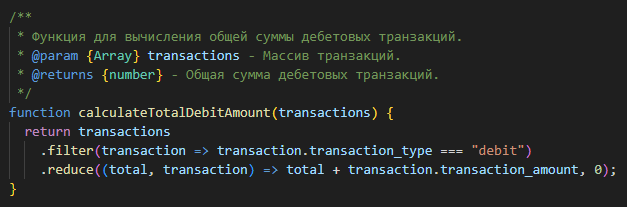 /**
 * Функция для вычисления общей суммы дебетовых транзакций.
 * @param {Array} transactions - Массив транзакций.
 * @returns {number} - Общая сумма дебетовых транзакций.
 */
function calculateTotalDebitAmount(transactions) {
  return transactions
    .filter(transaction => transaction.transaction_type === "debit")
    .reduce((total, transaction) => total + transaction.transaction_amount, 0);
}